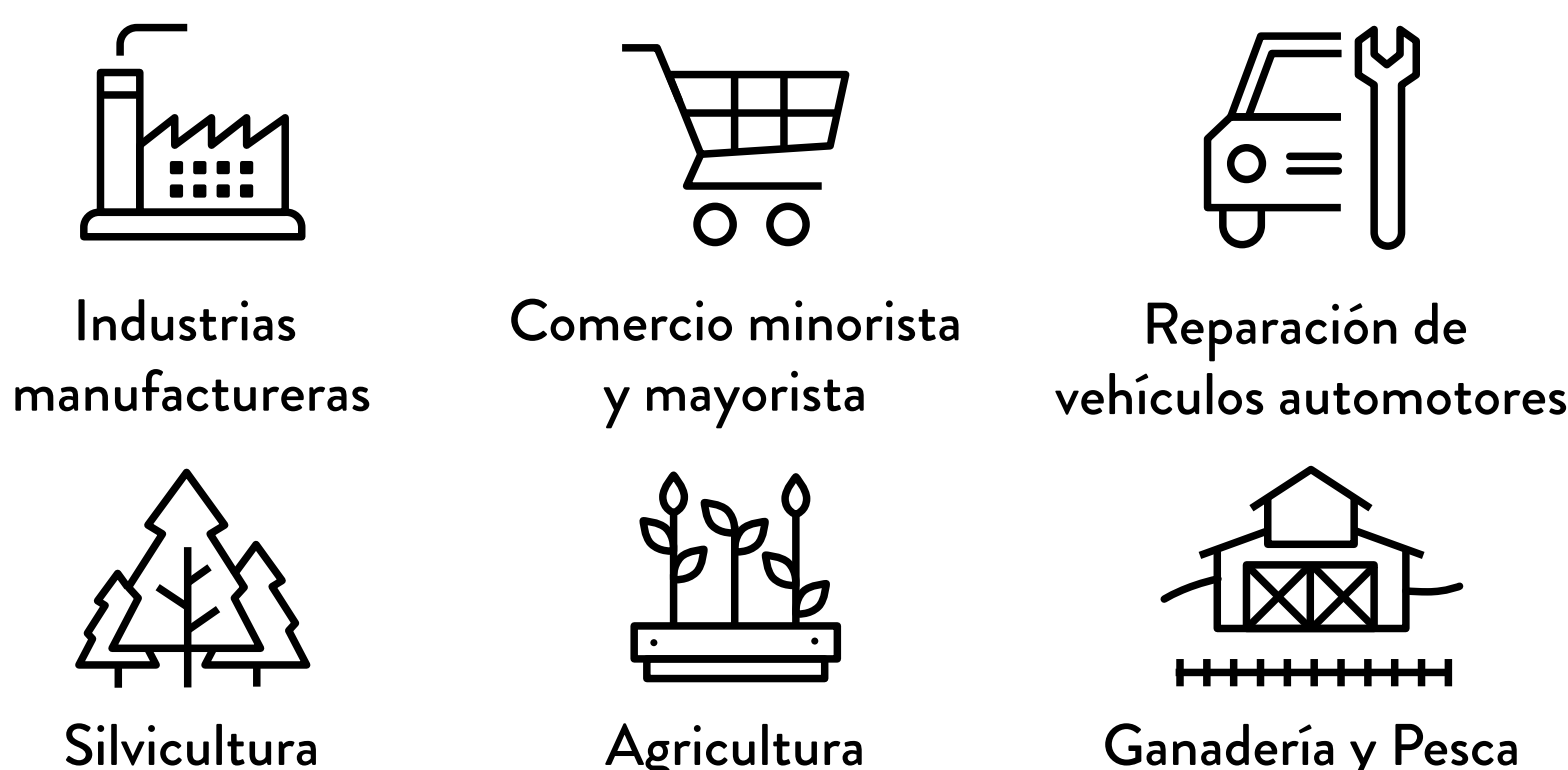 Industrias
manufactureras
Comercio minorista
y mayorista
Reparación de
vehículos automotores
Silvicultura
Agricultura
Ganadería y Pesca